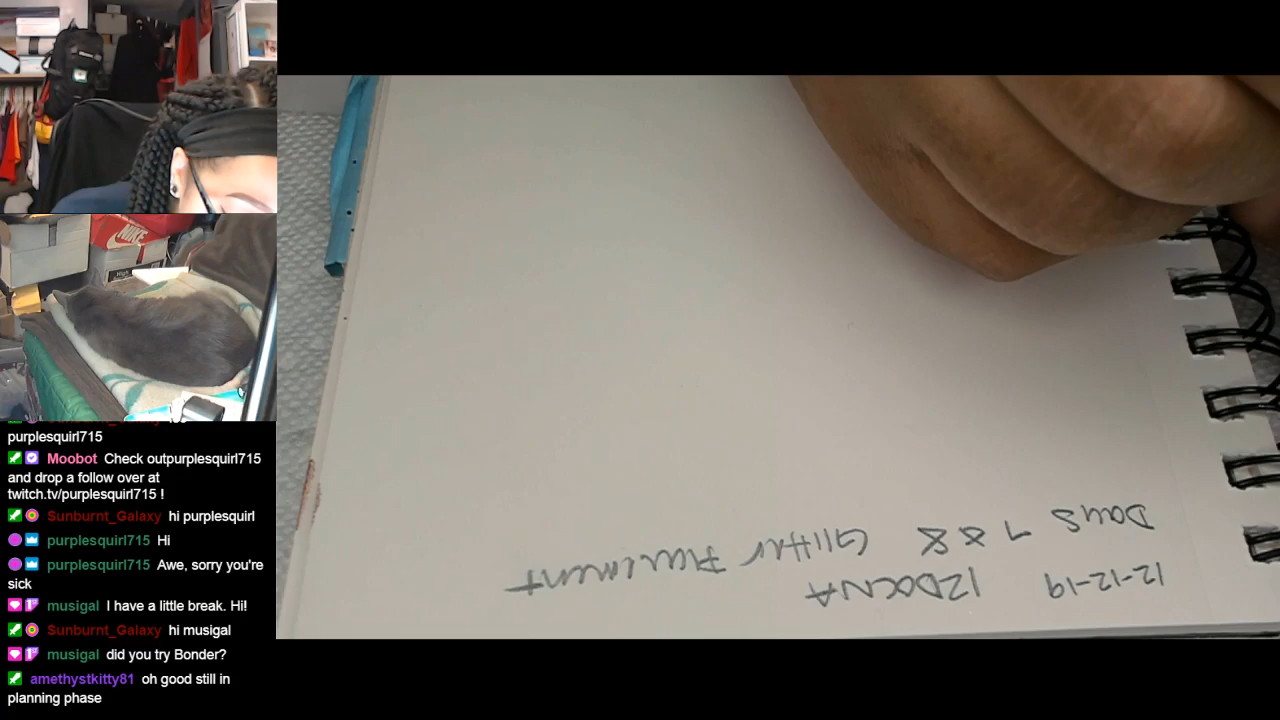 NIKE
High
purplesquirl715
Moobot Check outpurplesquirl715
and drop a follow over at
twitch.tv/purplesquirl715 !
Sunburnt_Galaxy hi purplesquirl
purplesquirl715 Hi
purplesquirl715 Awe, sorry you're
sick
musigal I have a little break. Hi!
Sunburnt_Galaxy hi musigal
musigal did you try Bonder?
amethystkitty81 oh good still in
planning phase
12-12-19 12DOCNA
Days 7 & 8 Glitter Placement